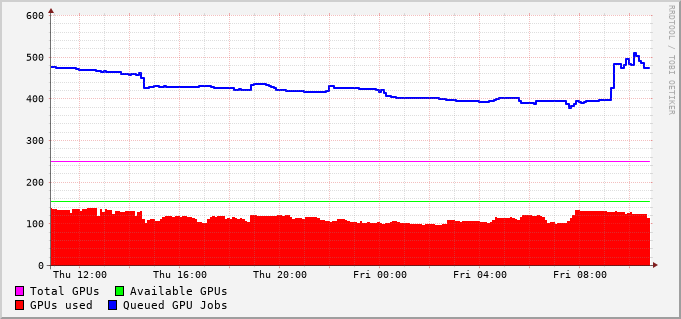 600
500
400
300
200
100
0
Thu 12:00 Thu 16:00 Thu 20:00 Fri 00:00 Fri 04:00 Fri 08:00
Total GPUs Available GPUs
GPUs used Queued GPU Jobs
RRDTOOL / TOBI OETIKER